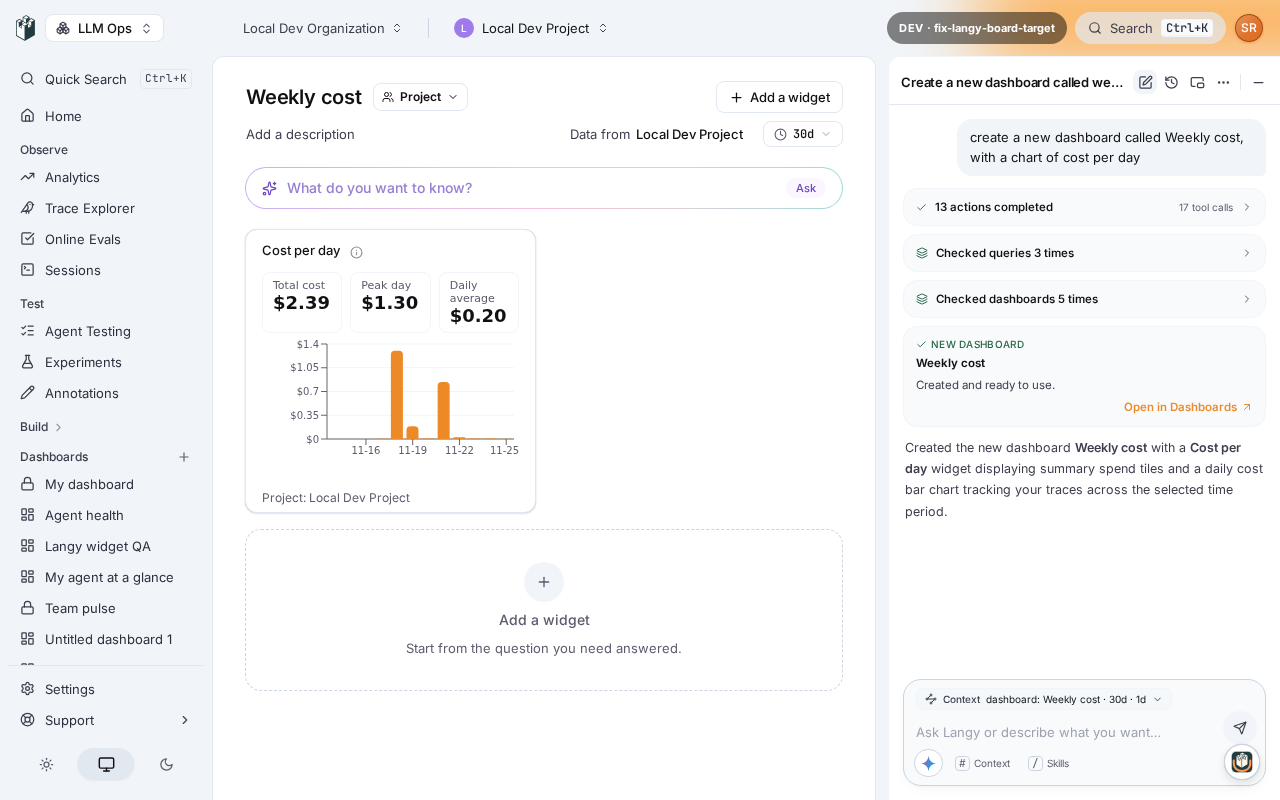 LLM Ops
Local Dev Organization
L
Local Dev Project
DEV · fix-langy-board-target
Search
Ctrl+K
SR
Quick Search
Ctrl+K
Home
Observe
Analytics
Trace Explorer
Online Evals
Sessions
Test
Agent Testing
Experiments
Annotations
Build
Dashboards
My dashboard
Agent health
Langy widget QA
My agent at a glance
Team pulse
Untitled dashboard 1
Settings
Support
Weekly cost
Project
Add a widget
Add a description
Data from Local Dev Project
30d
What do you want to know?
Ask
Cost per day
Total cost
$2.39
Peak day
$1.30
Daily
average
$0.20
$1.4
$1.05
$0.7
$0.35
$0
11-16
11-19
11-22
11-25
Project: Local Dev Project
Add a widget
Start from the question you need answered.
Create a new dashboard called we...
create a new dashboard called Weekly cost,
with a chart of cost per day
13 actions completed
17 tool calls
Checked queries 3 times
Checked dashboards 5 times
NEW DASHBOARD
Weekly cost
Created and ready to use.
Open in Dashboards
Created the new dashboard Weekly cost with a Cost per
day widget displaying summary spend tiles and a daily cost
bar chart tracking your traces across the selected time
period.
Context dashboard: Weekly cost · 30d · 1d
Ask Langy or describe what you want...
# Context
/ Skills